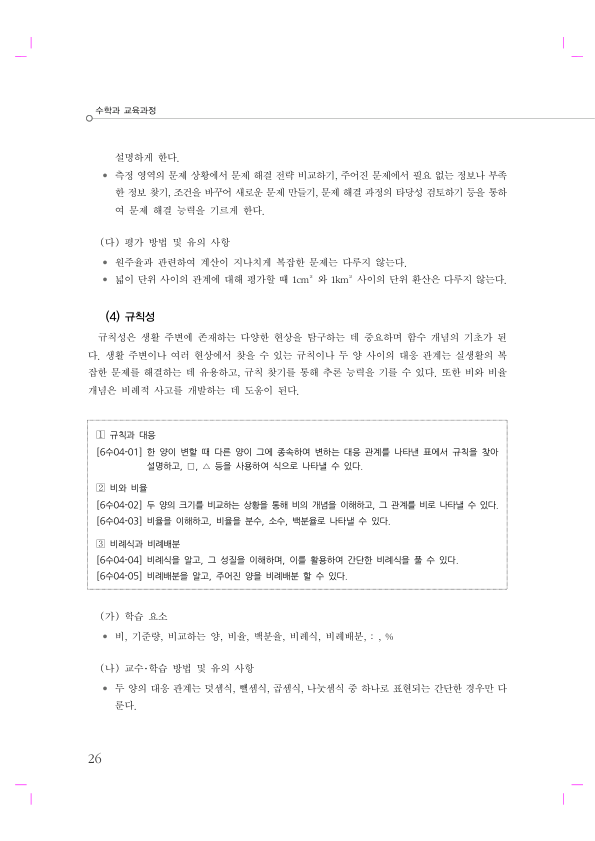 수학과 교육과정
설명하게 한다.
● 측정 영역의 문제 상황에서 문제 해결 전략 비교하기, 주어진 문제에서 필요 없는 정보나 부족
한 정보 찾기, 조건을 바꾸어 새로운 문제 만들기, 문제 해결 과정의 타당성 검토하기 등을 통하
여 문제 해결 능력을 기르게 한다.
(다) 평가 방법 및 유의 사항
● 원주율과 관련하여 계산이 지나치게 복잡한 문제는 다루지 않는다.
● 넓이 단위 사이의 관계에 대해 평가할 때 1cm² 와 1km² 사이의 단위 환산은 다루지 않는다.
(4) 규칙성
규칙성은 생활 주변에 존재하는 다양한 현상을 탐구하는 데 중요하며 함수 개념의 기초가 된
다. 생활 주변이나 여러 현상에서 찾을 수 있는 규칙이나 두 양 사이의 대응 관계는 실생활의 복
잡한 문제를 해결하는 데 유용하고, 규칙 찾기를 통해 추론 능력을 기를 수 있다. 또한 비와 비율
개념은 비례적 사고를 개발하는 데 도움이 된다.
1 규칙과 대응
[6수04-01] 한 양이 변할 때 다른 양이 그에 종속하여 변하는 대응 관계를 나타낸 표에서 규칙을 찾아
설명하고, □, △ 등을 사용하여 식으로 나타낼 수 있다.
2 비와 비율
[6수04-02] 두 양의 크기를 비교하는 상황을 통해 비의 개념을 이해하고, 그 관계를 비로 나타낼 수 있다.
[6수04-03] 비율을 이해하고, 비율을 분수, 소수, 백분율로 나타낼 수 있다.
3 비례식과 비례배분
[6수04-04] 비례식을 알고, 그 성질을 이해하며, 이를 활용하여 간단한 비례식을 풀 수 있다.
[6수04-05] 비례배분을 알고, 주어진 양을 비례배분 할 수 있다.
(가) 학습 요소
● 비, 기준량, 비교하는 양, 비율, 백분율, 비례식, 비례배분, : , %
(나) 교수·학습 방법 및 유의 사항
● 두 양의 대응 관계는 덧셈식, 뺄셈식, 곱셈식, 나눗셈식 중 하나로 표현되는 간단한 경우만 다
룬다.
26